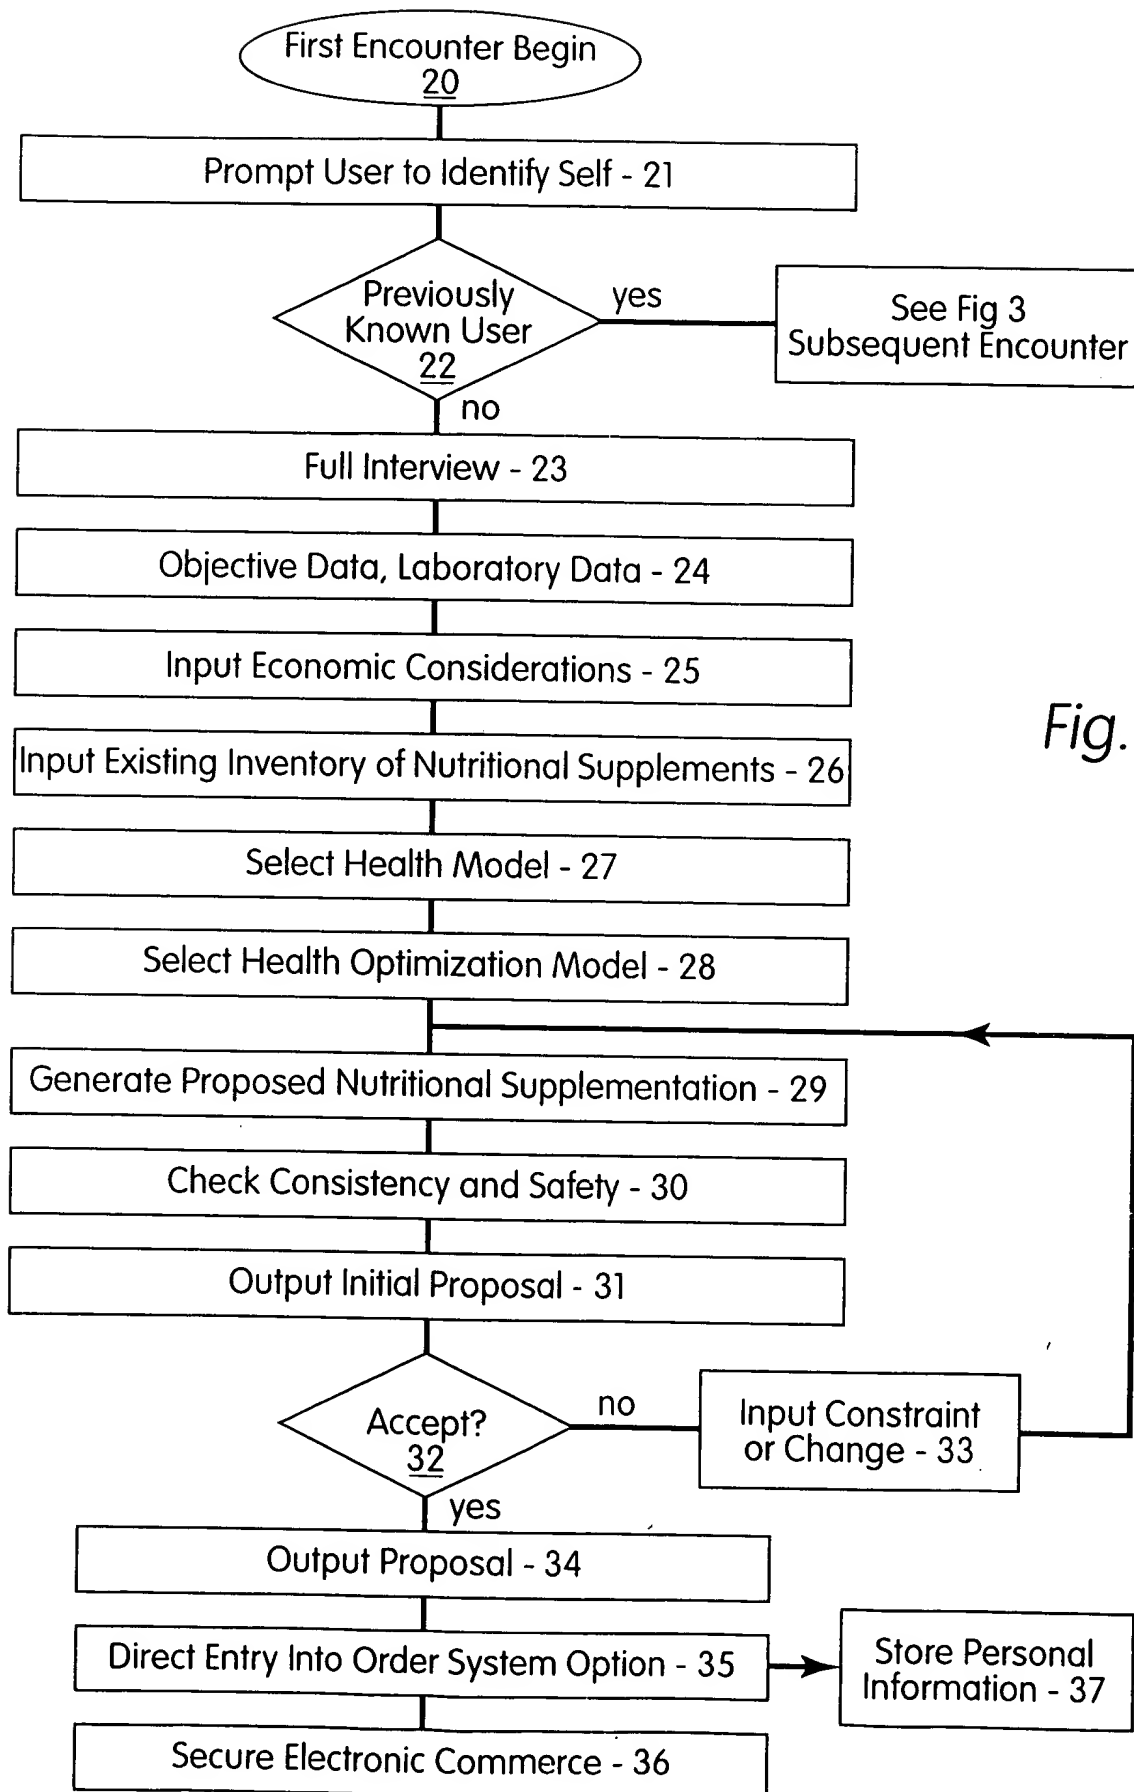 First Encounter Begin
20
Prompt User to Identify Self - 21
Previously
Known User
22
yes
See Fig 3
Subsequent Encounter
no
Full Interview - 23
Objective Data, Laboratory Data - 24
Input Economic Considerations - 25
Fig.
Input Existing Inventory of Nutritional Supplements - 26
Select Health Model - 27
Select Health Optimization Model - 28
Generate Proposed Nutritional Supplementation - 29
Check Consistency and Safety - 30
Output Initial Proposal - 31
Accept?
32
no
Input Constraint
or Change - 33
yes
Output Proposal - 34
Direct Entry Into Order System Option - 35
Store Personal
Information - 37
Secure Electronic Commerce - 36